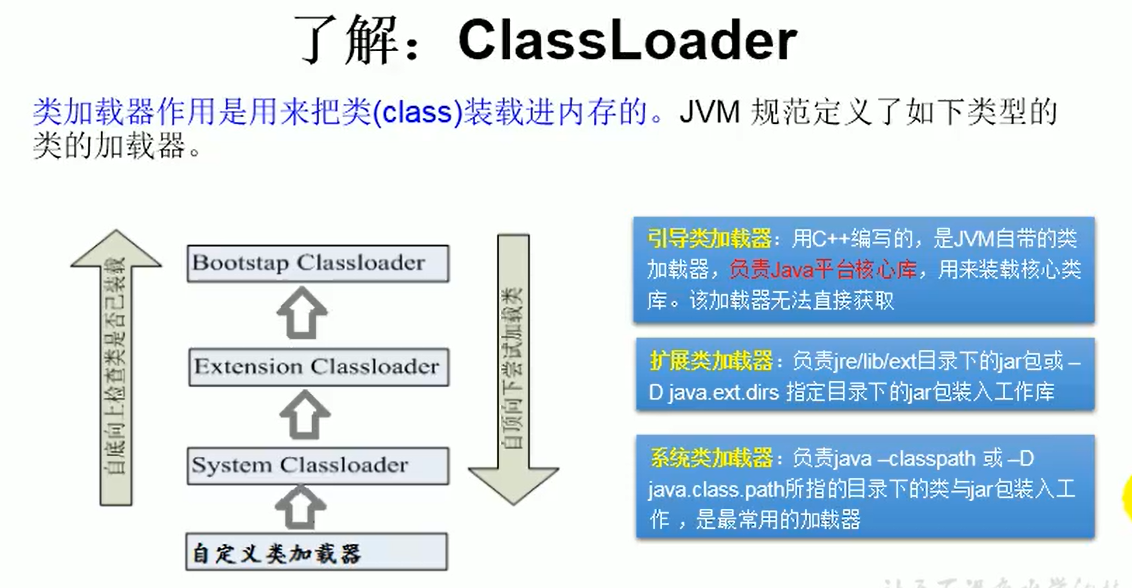 了解：ClassLoader
类加载器作用是用来把类(class)装载进内存的。JVM 规范定义了如下类型的
类的加载器。
自底向上检查类是否已装载
Bootstap Classloader
Extension Classloader
System Classloader
自定义类加载器
自顶向下尝试加载类
引导类加载器：用C++编写的，是JVM自带的类
加载器，负责Java平台核心库，用来装载核心类
库。该加载器无法直接获取
扩展类加载器：负责jre/lib/ext目录下的jar包或 –
D java.ext.dirs 指定目录下的jar包装入工作库
系统类加载器：负责java –classpath 或 –D
java.class.path所指的目录下的类与jar包装入工
作 ，是最常用的加载器